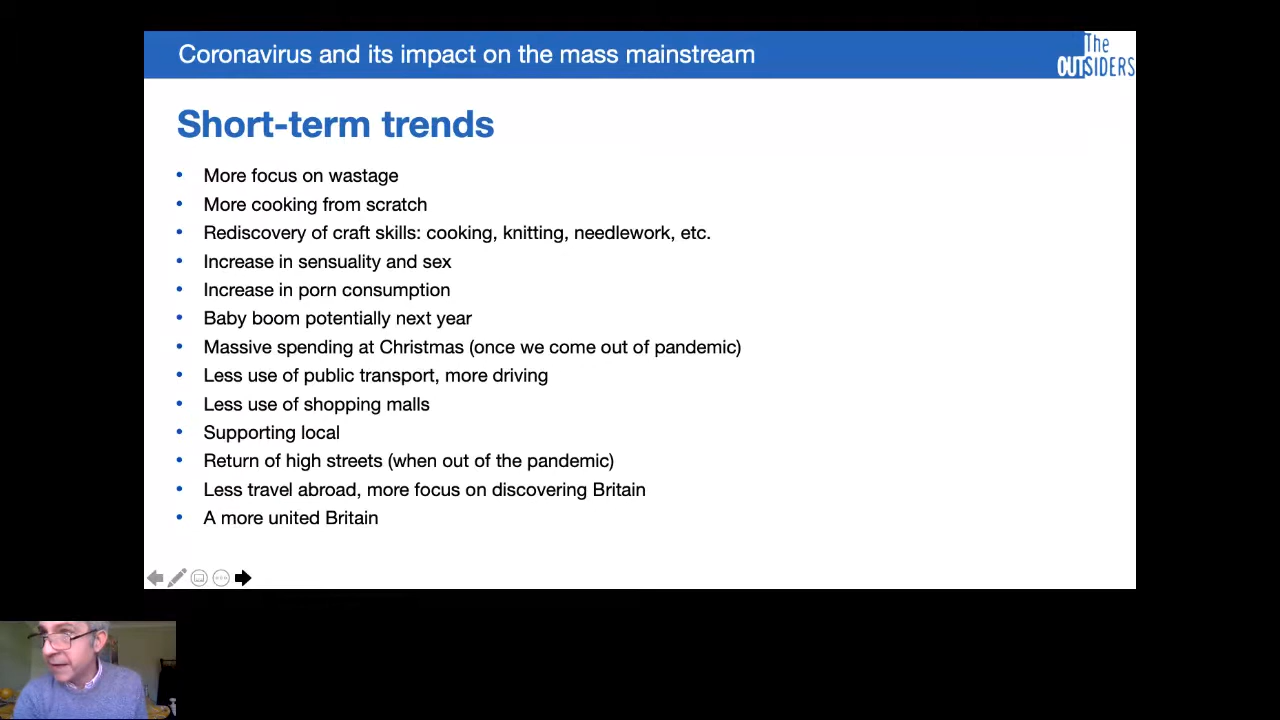 Coronavirus and its impact on the mass mainstream
The
OUTSIDERS
Short-term trends
• More focus on wastage
• More cooking from scratch
• Rediscovery of craft skills: cooking, knitting, needlework, etc.
• Increase in sensuality and sex
• Increase in porn consumption
• Baby boom potentially next year
• Massive spending at Christmas (once we come out of pandemic)
• Less use of public transport, more driving
• Less use of shopping malls
• Supporting local
• Return of high streets (when out of the pandemic)
• Less travel abroad, more focus on discovering Britain
• A more united Britain